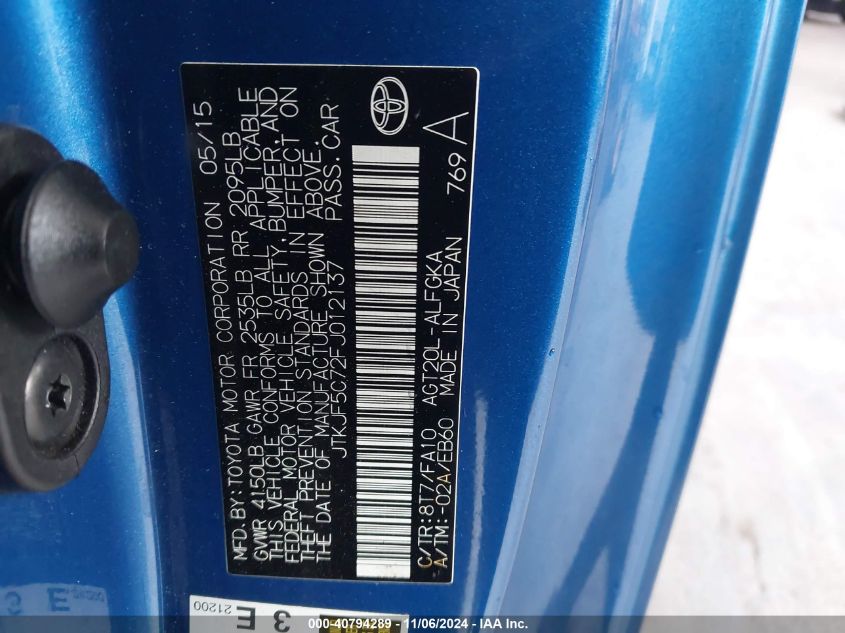 MFD. BY: TOYOTA MOTOR CORPORATION 05/15
GVWR 4150LB GAWR FR 2535LB RR 2095LB
THIS VEHICLE CONFORMS TO ALL APPLICABLE
FEDERAL MOTOR VEHICLE SAFETY, BUMPER, AND
THEFT PREVENTION STANDARDS IN EFFECT ON
THE DATE OF MANUFACTURE SHOWN ABOVE.
JTKJF5C72FJ012137 PASS. CAR
C/TR:8T7/FA10 AGT20L-ALFGKA
A/TM:-02A/EB60 MADE IN JAPAN 769 A
21200
3 E
3 E
000-40794289 - 11/06/2024 - IAA Inc.